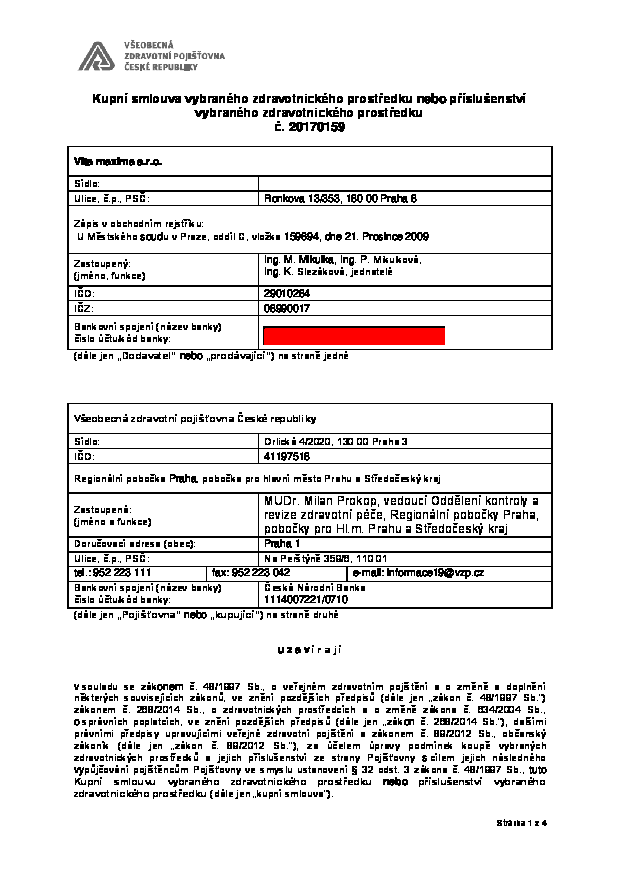 VŠEOBECNÁ
ZDRAVOTNÍ POJIŠŤOVNA
ČESKÉ REPUBLIKY
Kupní smlouva vybraného zdravotnického prostředku nebo příslušenství
vybraného zdravotnického prostředku
č. 20170159
Vita maxima s.r.o.
Sídlo:
Ulice, č.p., PSČ: Ronkova 13/353, 180 00 Praha 8
Zápis v obchodním rejstříku:
U Městského soudu v Praze, oddíl C, vložka 159694, dne 21. Prosince 2009
Zastoupený: Ing. M. Mikulka, Ing. P. Mikulková,
(jméno, funkce) Ing. K. Slezáková, jednatelé
IČO: 29010284
IČZ: 06990017
Bankovní spojení (název banky)
číslo účtu/kód banky:
(dále jen „Dodavatel" nebo „prodávající") na straně jedné
Všeobecná zdravotní pojišťovna České republiky
Sídlo: Orlická 4/2020, 130 00 Praha 3
IČO: 41197518
Regionální pobočka Praha, pobočka pro hlavní město Prahu a Středočeský kraj
Zastoupená: MUDr. Milan Prokop, vedoucí Oddělení kontroly a
(jméno a funkce) revize zdravotní péče, Regionální pobočky Praha,
pobočky pro Hl.m. Prahu a Středočeský kraj
Doručovací adresa (obec): Praha 1
Ulice, č.p., PSČ: Na Perštýně 359/6, 110 01
tel.: 952 223 111 fax: 952 223 042 e-mail: informace19@vzp.cz
Bankovní spojení (název banky) Česká Národní Banka
číslo účtu/kód banky: 1114007221/0710
(dále jen „Pojišťovna" nebo „kupující") na straně druhé
u z a v í r a j í
v souladu se zákonem č. 48/1997 Sb., o veřejném zdravotním pojištění a o změně a doplnění
některých souvisejících zákonů, ve znění pozdějších předpisů (dále jen „zákon č. 48/1997 Sb.")
zákonem č. 268/2014 Sb., o zdravotnických prostředcích a o změně zákona č. 634/2004 Sb.,
o správních poplatcích, ve znění pozdějších předpisů (dále jen „zákon č. 268/2014 Sb."), dalšími
právními předpisy upravujícími veřejné zdravotní pojištění a zákonem č. 89/2012 Sb., občanský
zákoník (dále jen „zákon č. 89/2012 Sb."), za účelem úpravy podmínek koupě vybraných
zdravotnických prostředků a jejich příslušenství ze strany Pojišťovny s cílem jejich následného
vypůjčování pojištěncům Pojišťovny ve smyslu ustanovení § 32 odst. 3 zákona č. 48/1997 Sb., tuto
Kupní smlouvu vybraného zdravotnického prostředku nebo příslušenství vybraného
zdravotnického prostředku (dále jen „kupní smlouva").
Stránka 1 z 4